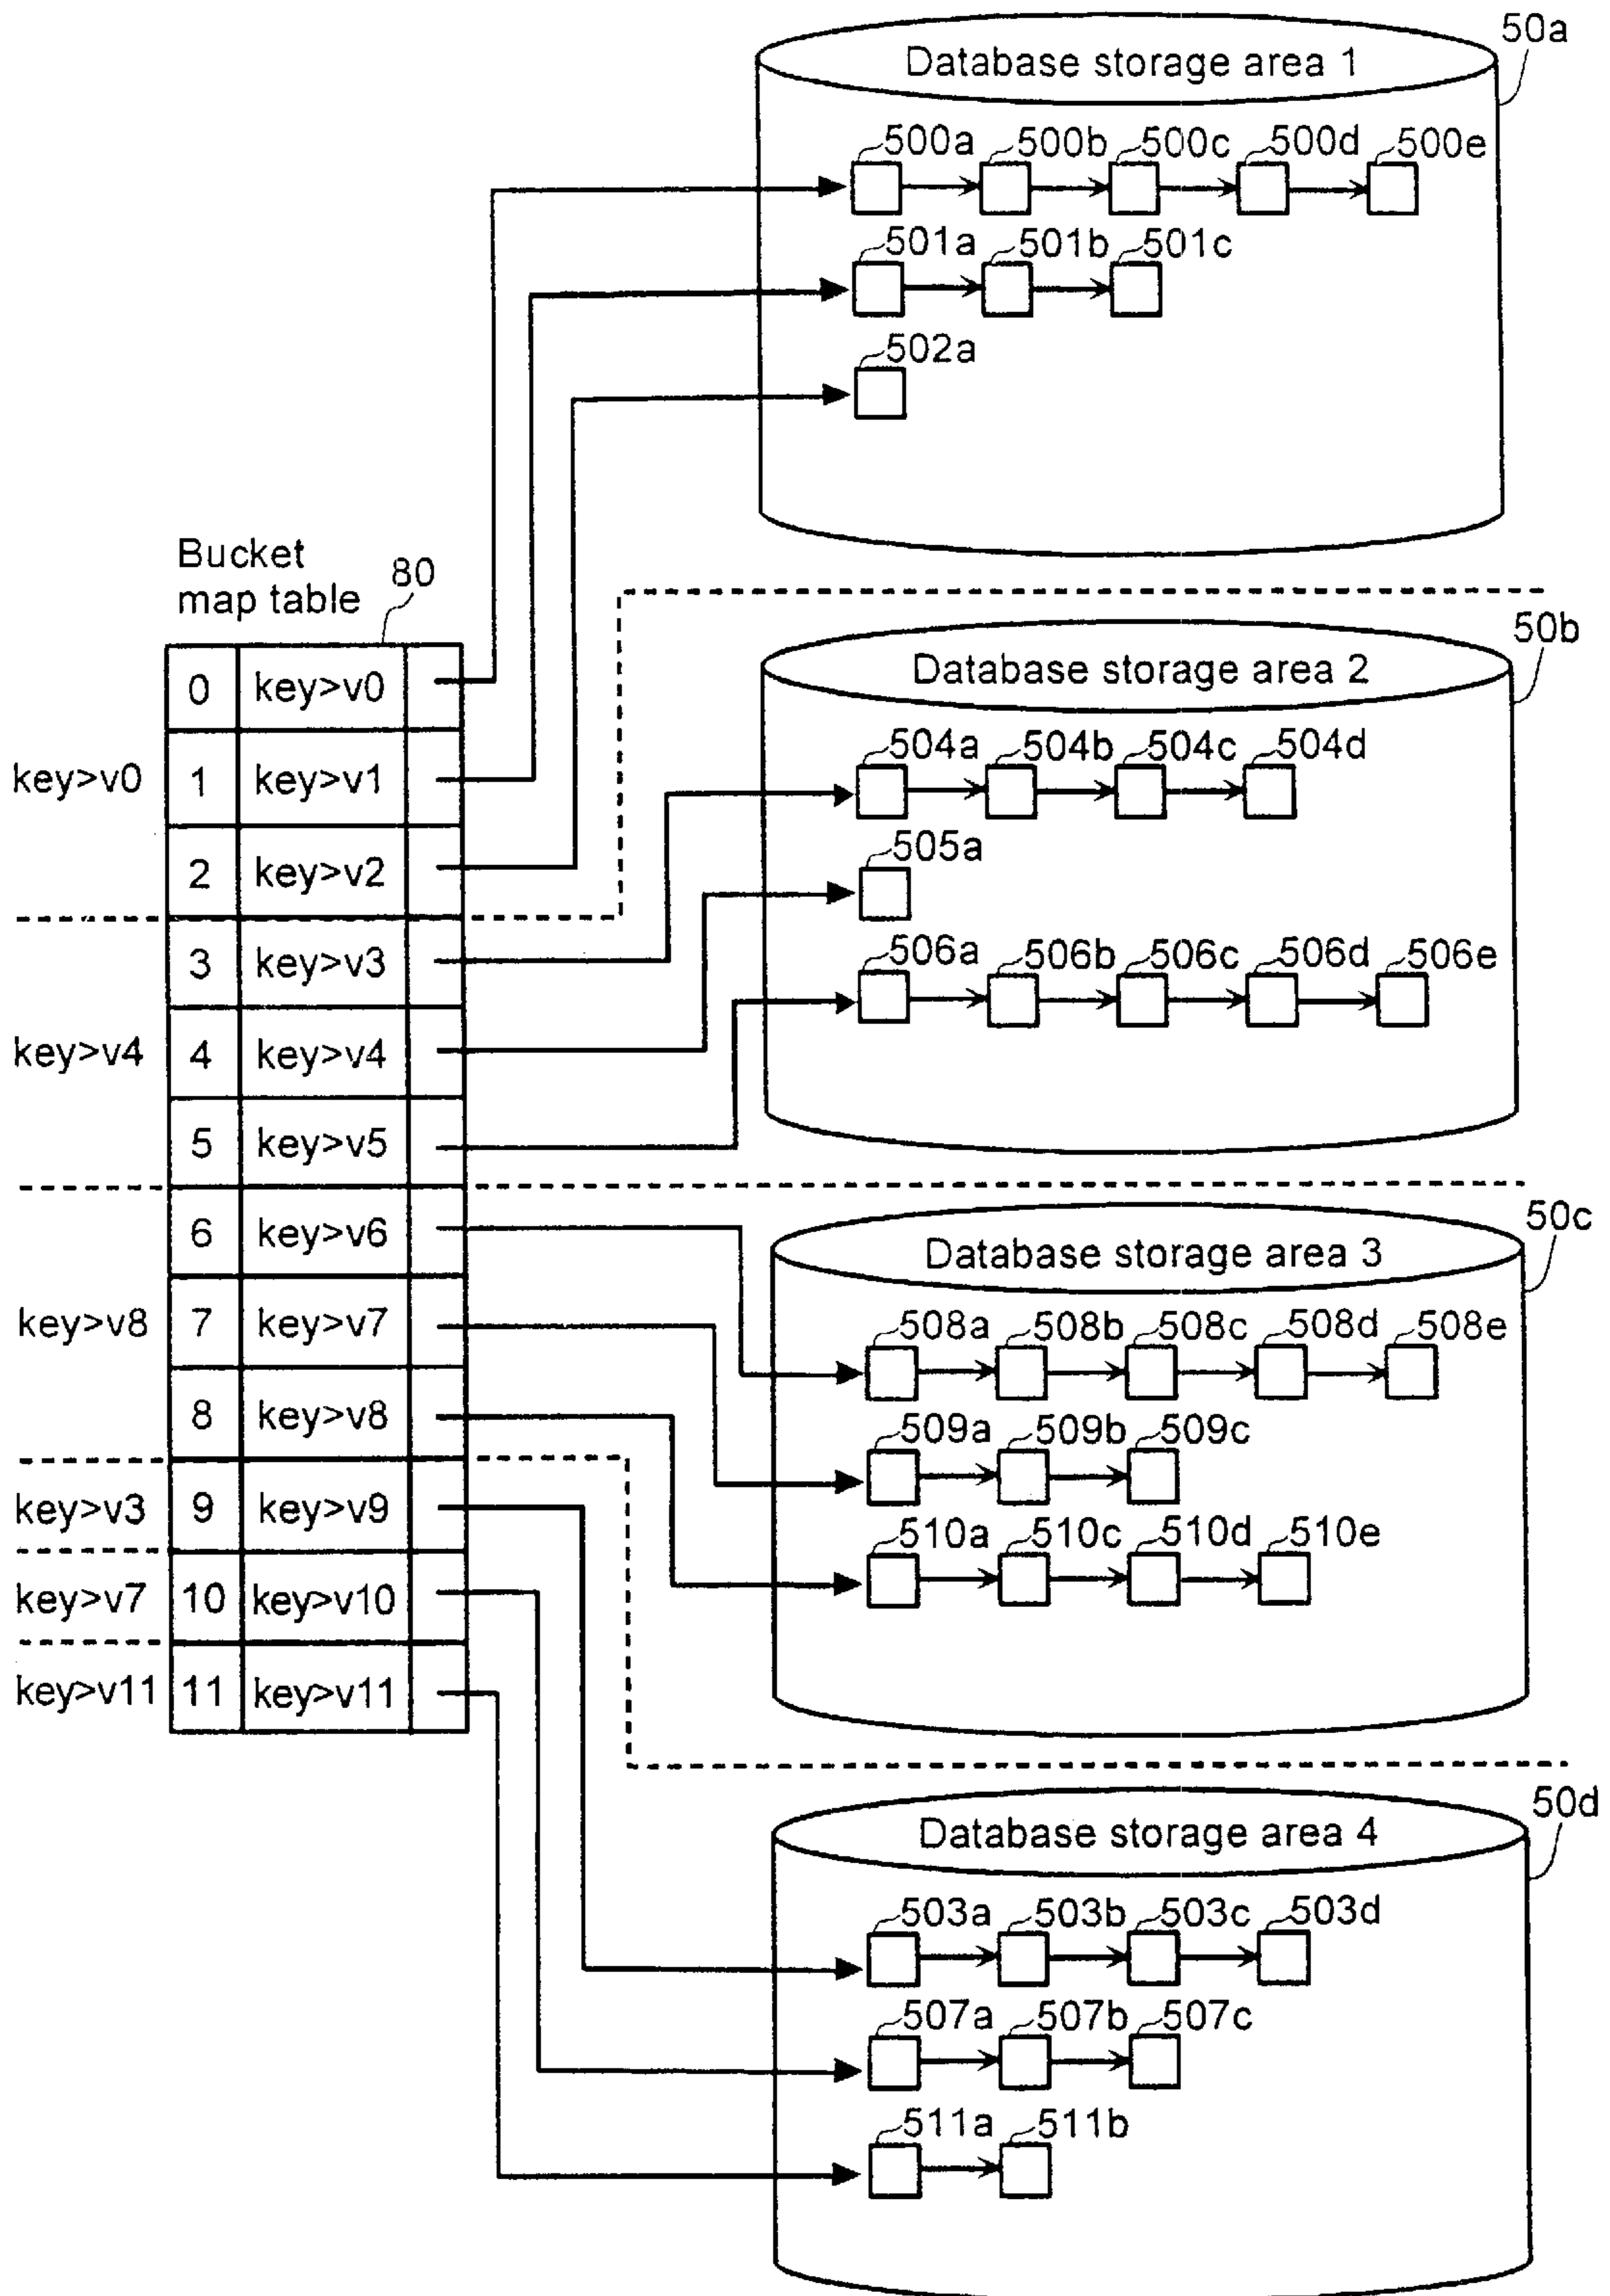 50a
Database storage area 1
500a 500b 500c 500d 500e
501a 501b 501c
502a
Bucket
map table
80
50b
Database storage area 2
0 key>v0
key>v0 1 key>v1
504a 504b 504c 504d
2 key>v2
505a
3 key>v3
506a 506b 506c 506d 506e
key>v4 4 key>v4
5 key>v5
50c
6 key>v6
Database storage area 3
key>v8 7 key>v7
508a 508b 508c 508d 508e
8 key>v8
509a 509b 509c
key>v3 9 key>v9
510a 510c 510d 510e
key>v7 10 key>v10
key>v11 11 key>v11
50d
Database storage area 4
503a 503b 503c 503d
507a 507b 507c
511a 511b